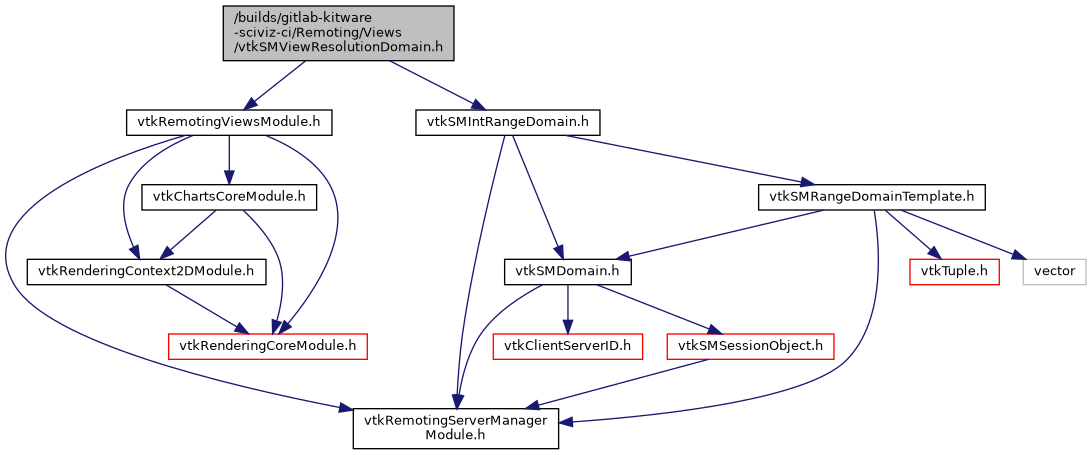 /builds/gitlab-kitware
-sciviz-ci/Remoting/Views
/vtkSMViewResolutionDomain.h
vtkRemotingViewsModule.h
vtkSMIntRangeDomain.h
vtkChartsCoreModule.h
vtkSMRangeDomainTemplate.h
vtkRenderingContext2DModule.h
vtkSMDomain.h
vtkTuple.h
vector
vtkRenderingCoreModule.h
vtkClientServerID.h
vtkSMSessionObject.h
vtkRemotingServerManager
Module.h